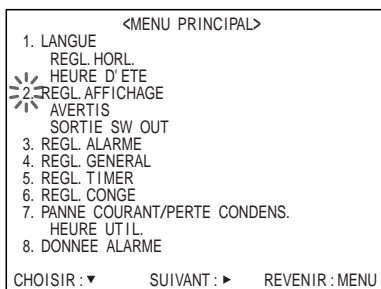 <MENU PRINCIPAL>
1. LANGUE
REGL. HORL.
HEURE D'ETE
2. REGL. AFFICHAGE
AVERTIS
SORTIE SW OUT
3. REGL. ALARME
4. REGL. GENERAL
5. REGL. TIMER
6. REGL. CONGE
7. PANNE COURANT/PERTE CONDENS.
HEURE UTIL.
8. DONNEE ALARME
CHOISIR : ▼ SUIVANT : ► REVENIR : MENU